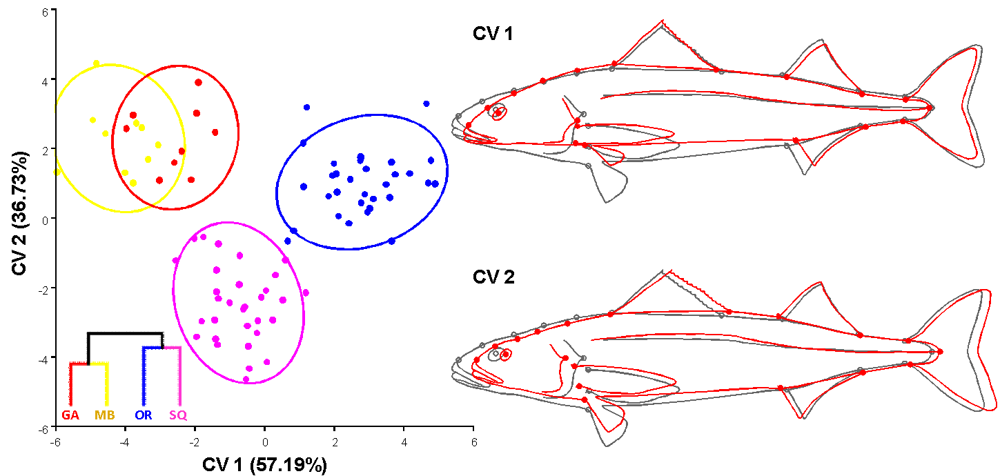 CV 1
6
4
2
0
-2
-4
-6
CV 2 (36.73%)
CV 2
GA MB OR SQ
-6 -4 -2 0 2 4 6
CV 1 (57.19%)